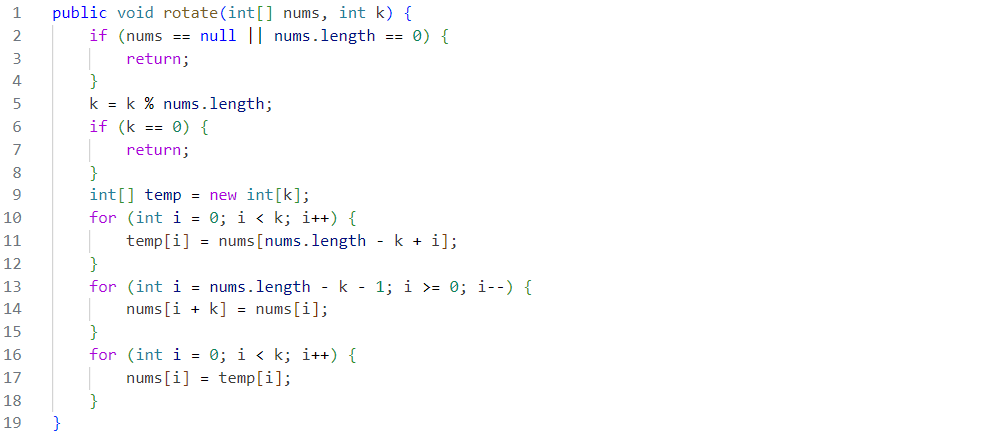 1 public void rotate(int[] nums, int k) {
2 if (nums == null || nums.length == 0) {
3 return;
4 }
5 k = k % nums.length;
6 if (k == 0) {
7 return;
8 }
9 int[] temp = new int[k];
10 for (int i = 0; i < k; i++) {
11 temp[i] = nums[nums.length - k + i];
12 }
13 for (int i = nums.length - k - 1; i >= 0; i--) {
14 nums[i + k] = nums[i];
15 }
16 for (int i = 0; i < k; i++) {
17 nums[i] = temp[i];
18 }
19 }